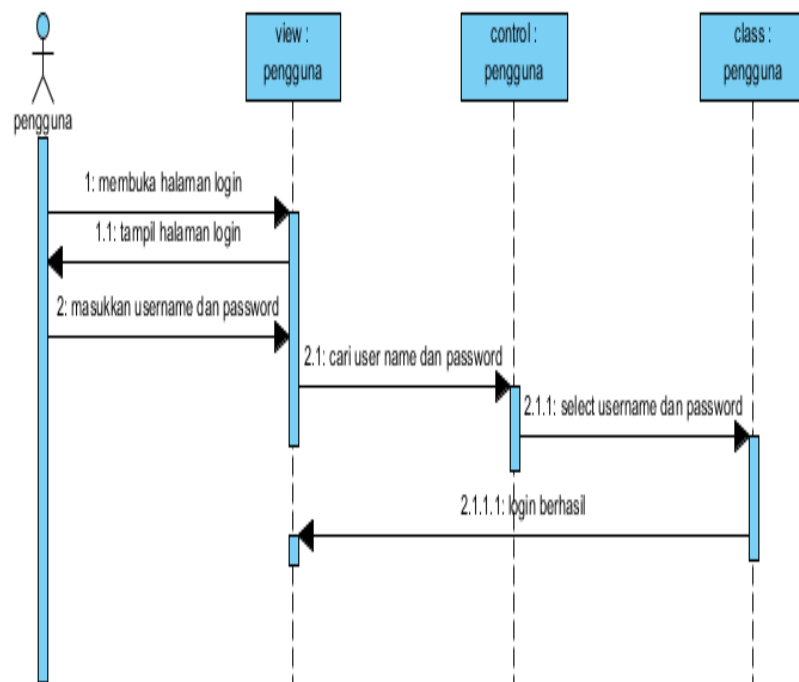 view :
pengguna
control :
pengguna
class :
pengguna
pengguna
1: membuka halaman login
1.1: tampil halaman login
2: masukkan username dan password
2.1: cari user name dan password
2.1.1: select username dan password
2.1.1.1: login berhasil